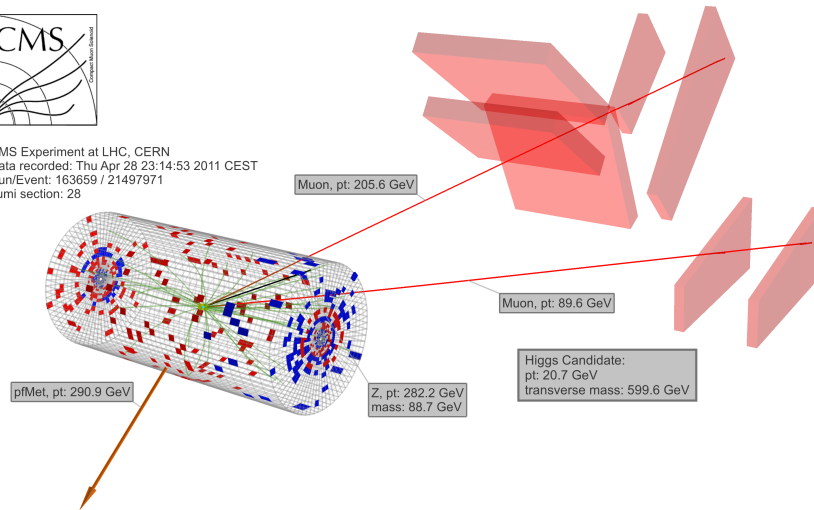 CMS
Compact Muon Solenoid
MS Experiment at LHC, CERN
ata recorded: Thu Apr 28 23:14:53 2011 CEST
un/Event: 163659 / 21497971
umi section: 28
Muon, pt: 205.6 GeV
Muon, pt: 89.6 GeV
Higgs Candidate:
pt: 20.7 GeV
transverse mass: 599.6 GeV
pfMet, pt: 290.9 GeV
Z, pt: 282.2 GeV
mass: 88.7 GeV